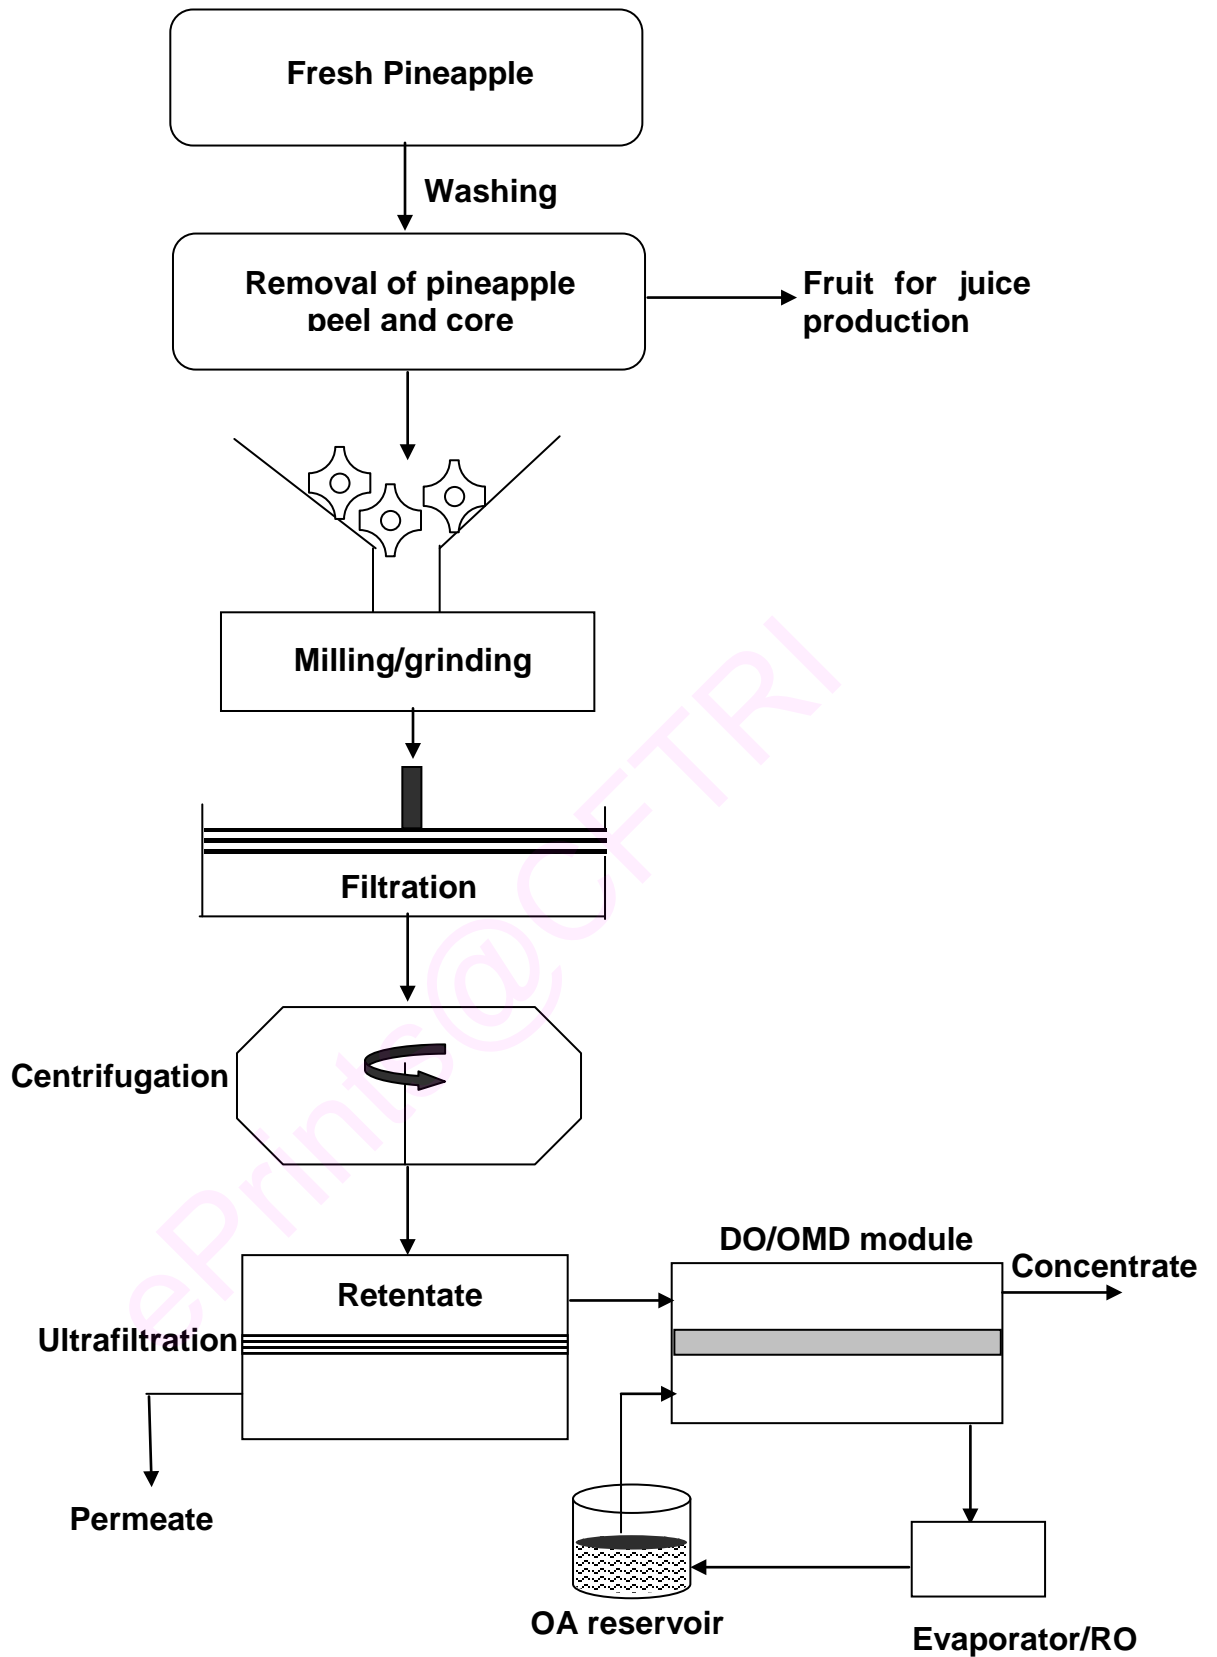 Fresh Pineapple
Washing
Removal of pineapple
peel and core
Fruit for juice
production
Milling/grinding
Filtration
Centrifugation
DO/OMD module
Concentrate
Retentate
Ultrafiltration
Permeate
OA reservoir
Evaporator/RO
ePrints@CFTRI